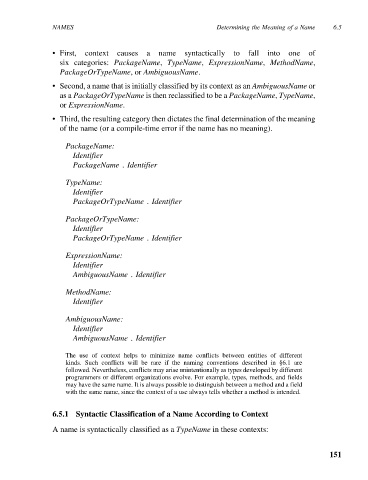 NAMES Determining the Meaning of a Name 6.5
• First, context causes a name syntactically to fall into one of
six categories: PackageName, TypeName, ExpressionName, MethodName,
PackageOrTypeName, or AmbiguousName.
• Second, a name that is initially classified by its context as an AmbiguousName or
as a PackageOrTypeName is then reclassified to be a PackageName, TypeName,
or ExpressionName.
• Third, the resulting category then dictates the final determination of the meaning
of the name (or a compile-time error if the name has no meaning).
PackageName:
Identifier
PackageName . Identifier
TypeName:
Identifier
PackageOrTypeName . Identifier
PackageOrTypeName:
Identifier
PackageOrTypeName . Identifier
ExpressionName:
Identifier
AmbiguousName . Identifier
MethodName:
Identifier
AmbiguousName:
Identifier
AmbiguousName . Identifier
The use of context helps to minimize name conflicts between entities of different
kinds. Such conflicts will be rare if the naming conventions described in §6.1 are
followed. Nevertheless, conflicts may arise unintentionally as types developed by different
programmers or different organizations evolve. For example, types, methods, and fields
may have the same name. It is always possible to distinguish between a method and a field
with the same name, since the context of a use always tells whether a method is intended.
6.5.1 Syntactic Classification of a Name According to Context
A name is syntactically classified as a TypeName in these contexts:
151